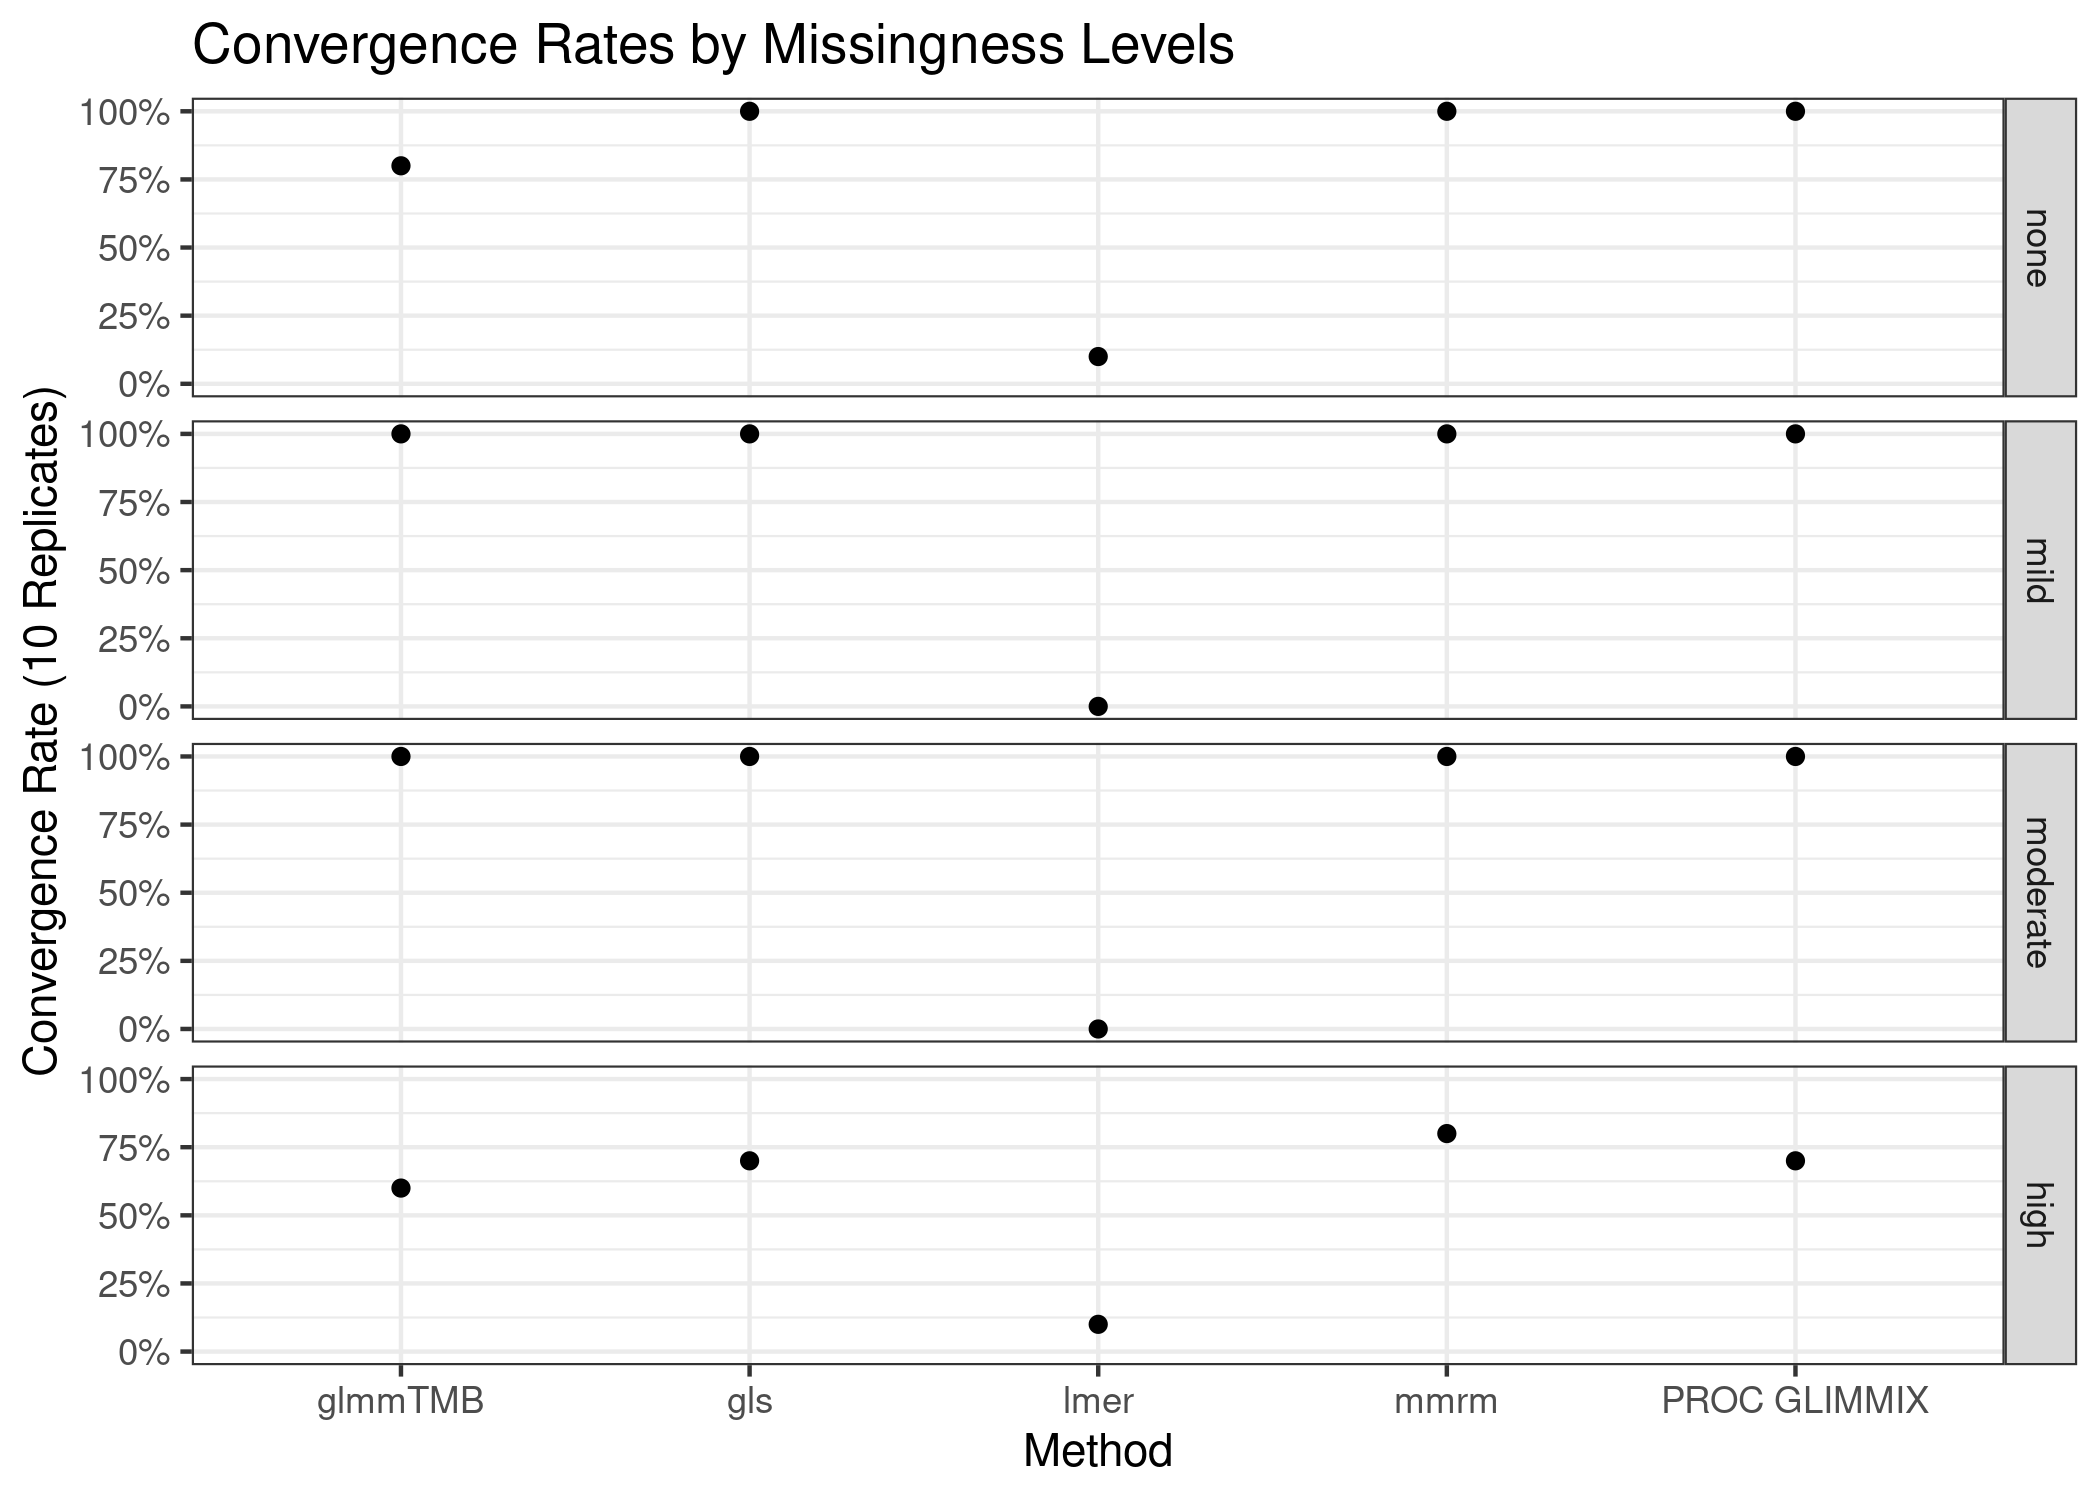 Convergence Rates by Missingness Levels
Convergence Rate (10 Replicates)
100%
75%
50%
25%
0%
none
100%
75%
50%
25%
0%
mild
100%
75%
50%
25%
0%
moderate
100%
75%
50%
25%
0%
high
glmmTMB gls lmer mmrm PROC GLIMMIX
Method